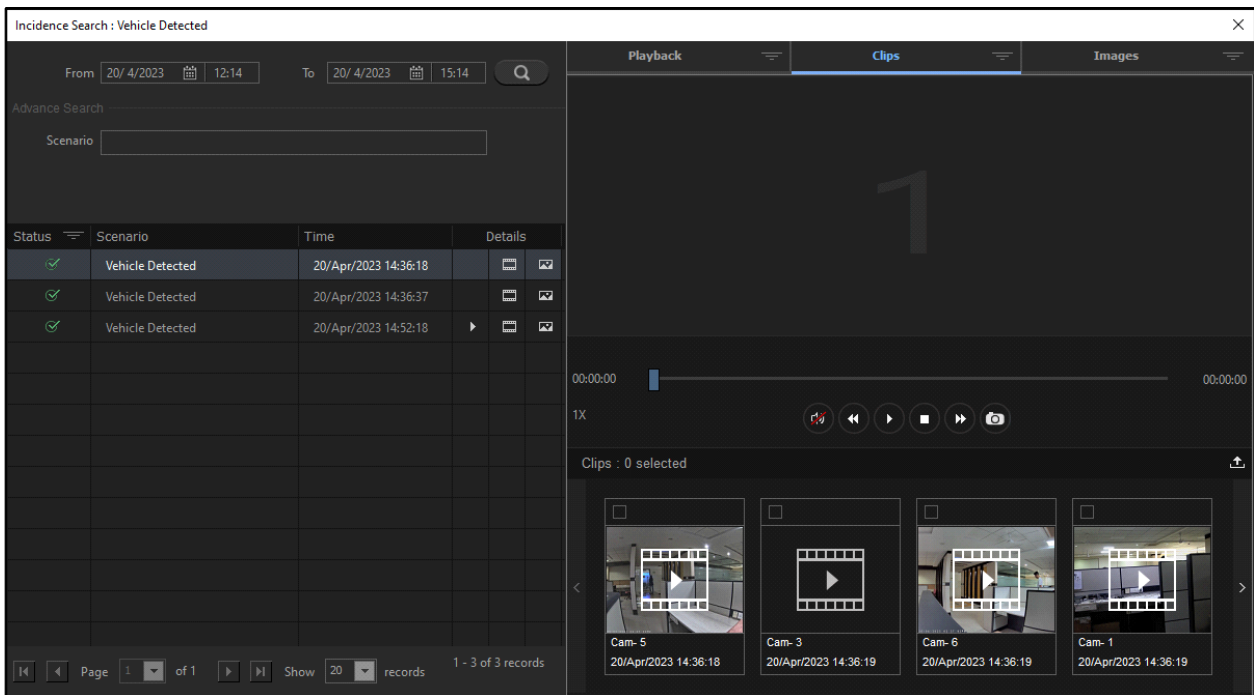 Incidence Search : Vehicle Detected
From 20/ 4/2023 12:14 To 20/ 4/2023 15:14
Advance Search
Scenario
Status Scenario Time Details
Vehicle Detected 20/Apr/2023 14:36:18
Vehicle Detected 20/Apr/2023 14:36:37
Vehicle Detected 20/Apr/2023 14:52:18
Page 1 of 1 Show 20 records 1 - 3 of 3 records
Playback Clips Images
1
00:00:00 00:00:00
1X
Clips : 0 selected
Cam- 5 Cam- 3 Cam- 6 Cam- 1
20/Apr/2023 14:36:18 20/Apr/2023 14:36:19 20/Apr/2023 14:36:19 20/Apr/2023 14:36:19